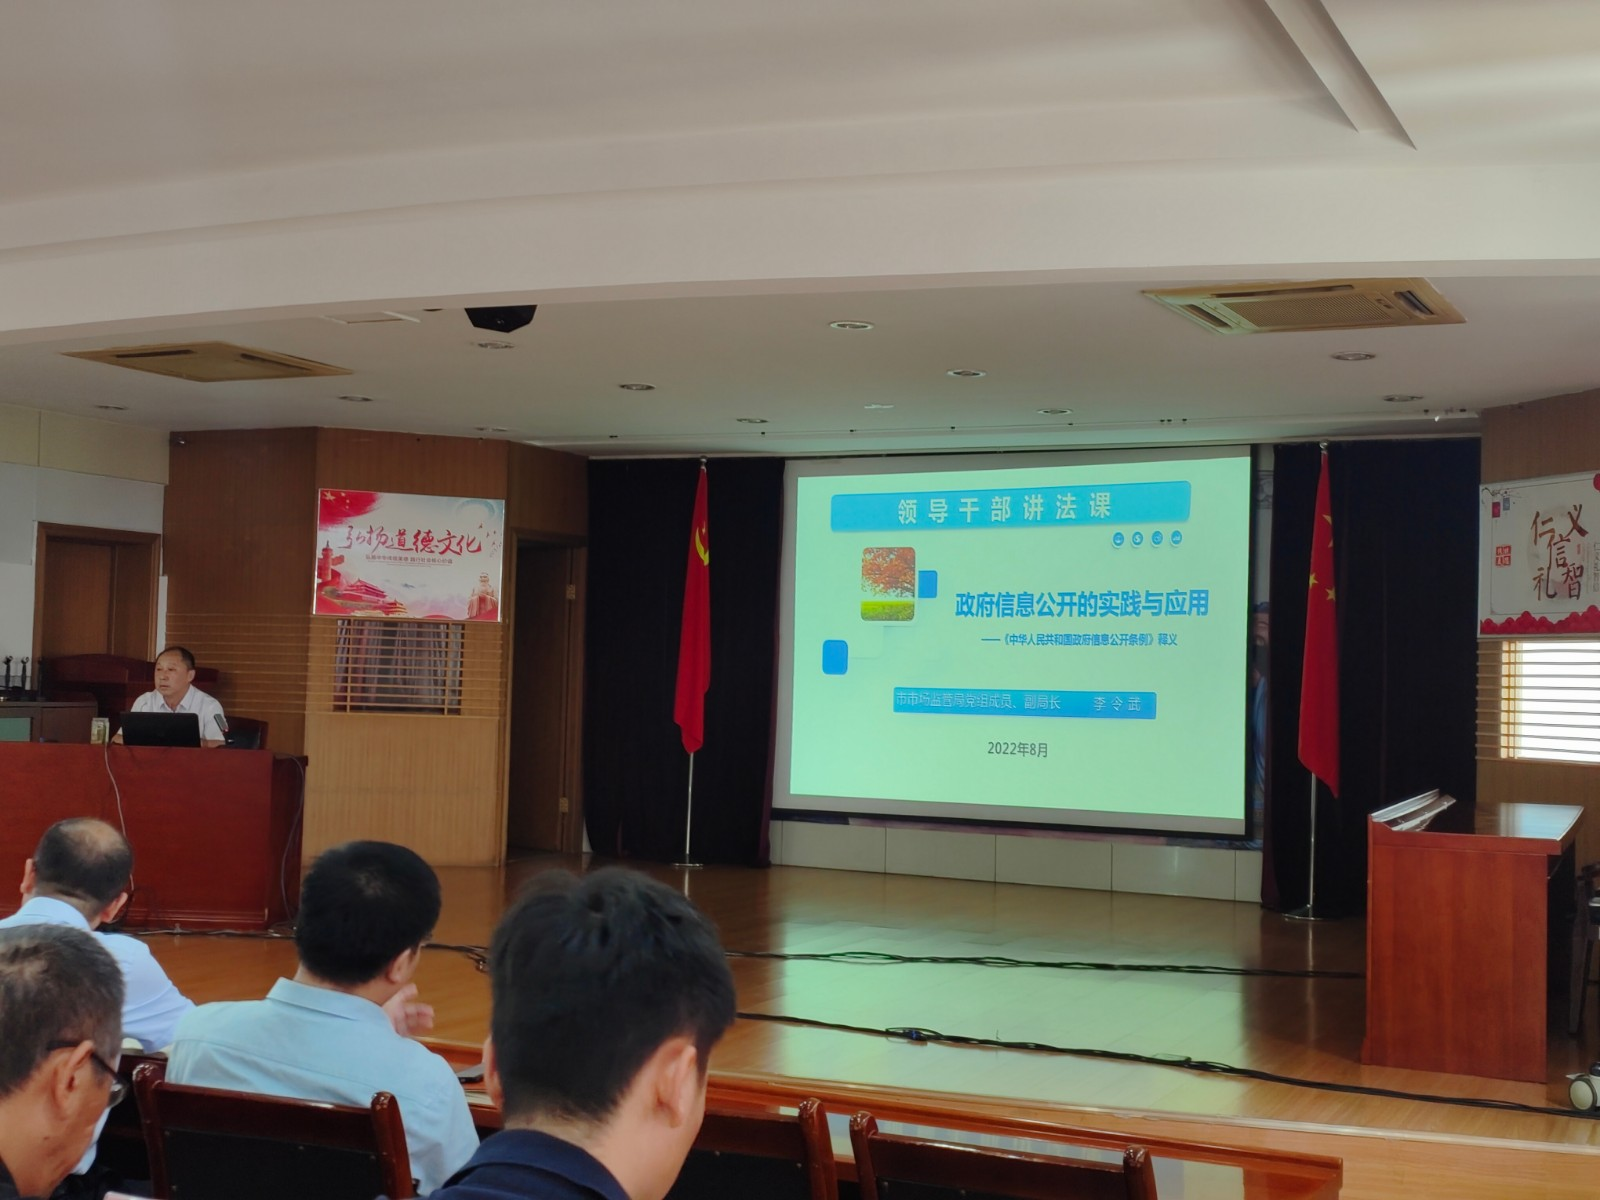 弘扬道德文化
领导干部讲法课
政府信息公开的实践与应用
——《中华人民共和国政府信息公开条例》释义
市市场监管局党组成员、副局长 李令武
2022年8月
仁义
信
礼智